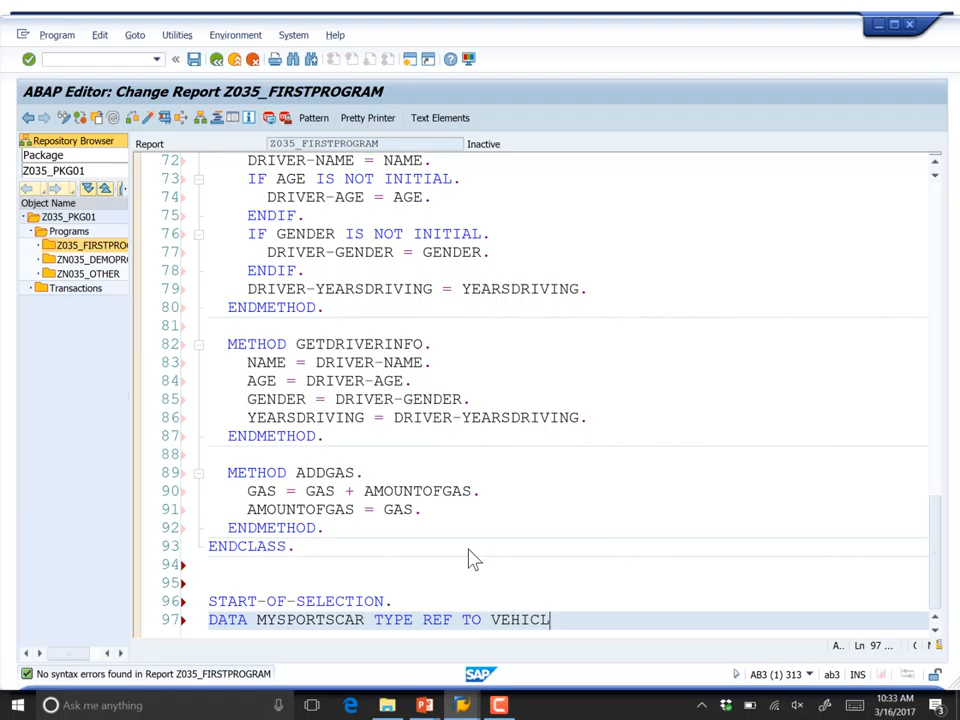 Program Edit Goto Utilities Environment System Help
ABAP Editor: Change Report Z035_FIRSTPROGRAM
Pattern Pretty Printer Text Elements
Repository Browser
Package
Z035_PKG01
Object Name
Z035_PKG01
Programs
Z035_FIRSTPRO
ZN035_DEMOPR
ZN035_OTHER
Transactions
Report Z035_FIRSTPROGRAM Inactive
72 DRIVER-NAME = NAME.
73 IF AGE IS NOT INITIAL.
74 DRIVER-AGE = AGE.
75 ENDIF.
76 IF GENDER IS NOT INITIAL.
77 DRIVER-GENDER = GENDER.
78 ENDIF.
79 DRIVER-YEARSDRIVING = YEARSDRIVING.
80 ENDMETHOD.
81
82 METHOD GETDRIVERINFO.
83 NAME = DRIVER-NAME.
84 AGE = DRIVER-AGE.
85 GENDER = DRIVER-GENDER.
86 YEARSDRIVING = DRIVER-YEARSDRIVING.
87 ENDMETHOD.
88
89 METHOD ADDGAS.
90 GAS = GAS + AMOUNTOFGAS.
91 AMOUNTOFGAS = GAS.
92 ENDMETHOD.
93 ENDCLASS.
94
95
96 START-OF-SELECTION.
97 DATA MYSPORTSCAR TYPE REF TO VEHICL
A.. Ln 97 ...
No syntax errors found in Report Z035_FIRSTPROGRAM
SAP
AB3 (1) 313 ab3 INS
Ask me anything
10:33 AM
3/16/2017
3